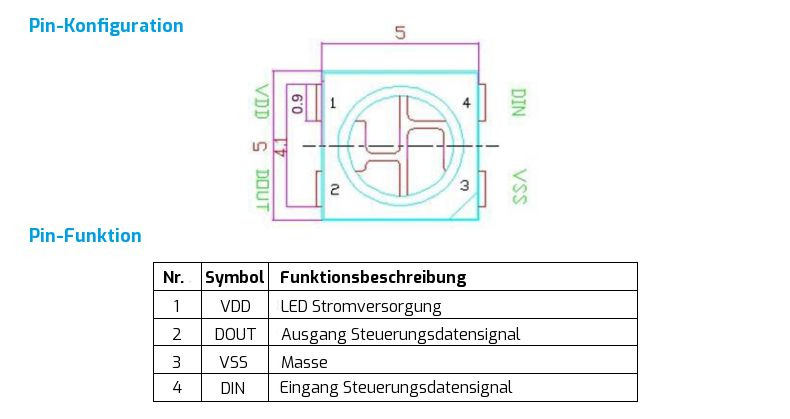 Pin-Konfiguration
5
VDD
0.9
1
4
DIN
5
4.1
DOUT
2
3
VSS
Pin-Funktion
Nr. Symbol Funktionsbeschreibung
1 VDD LED Stromversorgung
2 DOUT Ausgang Steuerungsdatensignal
3 VSS Masse
4 DIN Eingang Steuerungsdatensignal